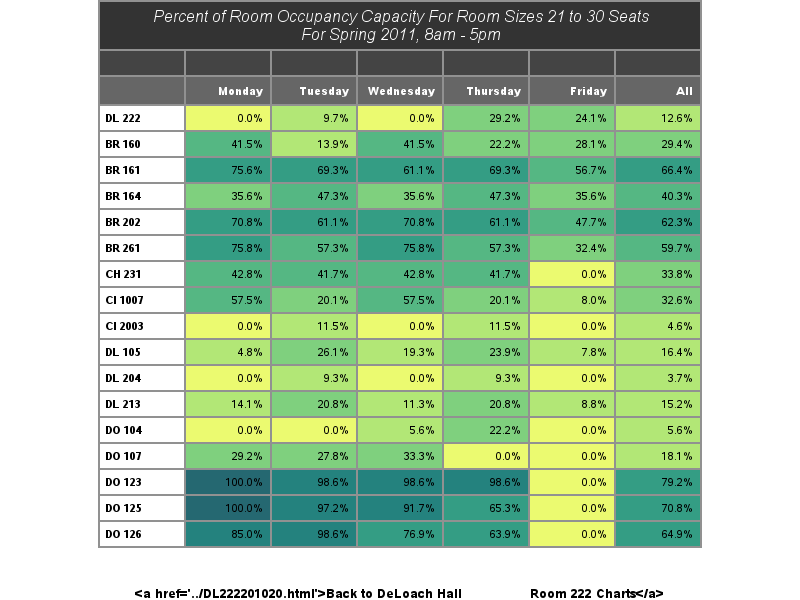 Percent of Room Occupancy Capacity For Room Sizes 21 to 30 Seats
For Spring 2011, 8am - 5pm
Monday Tuesday Wednesday Thursday Friday All
DL 222 0.0% 9.7% 0.0% 29.2% 24.1% 12.6%
BR 160 41.5% 13.9% 41.5% 22.2% 28.1% 29.4%
BR 161 75.6% 69.3% 61.1% 69.3% 56.7% 66.4%
BR 164 35.6% 47.3% 35.6% 47.3% 35.6% 40.3%
BR 202 70.8% 61.1% 70.8% 61.1% 47.7% 62.3%
BR 261 75.8% 57.3% 75.8% 57.3% 32.4% 59.7%
CH 231 42.8% 41.7% 42.8% 41.7% 0.0% 33.8%
CI 1007 57.5% 20.1% 57.5% 20.1% 8.0% 32.6%
CI 2003 0.0% 11.5% 0.0% 11.5% 0.0% 4.6%
DL 105 4.8% 26.1% 19.3% 23.9% 7.8% 16.4%
DL 204 0.0% 9.3% 0.0% 9.3% 0.0% 3.7%
DL 213 14.1% 20.8% 11.3% 20.8% 8.8% 15.2%
DO 104 0.0% 0.0% 5.6% 22.2% 0.0% 5.6%
DO 107 29.2% 27.8% 33.3% 0.0% 0.0% 18.1%
DO 123 100.0% 98.6% 98.6% 98.6% 0.0% 79.2%
DO 125 100.0% 97.2% 91.7% 65.3% 0.0% 70.8%
DO 126 85.0% 98.6% 76.9% 63.9% 0.0% 64.9%
<a href='../DL222201020.html'>Back to DeLoach Hall Room 222 Charts</a>